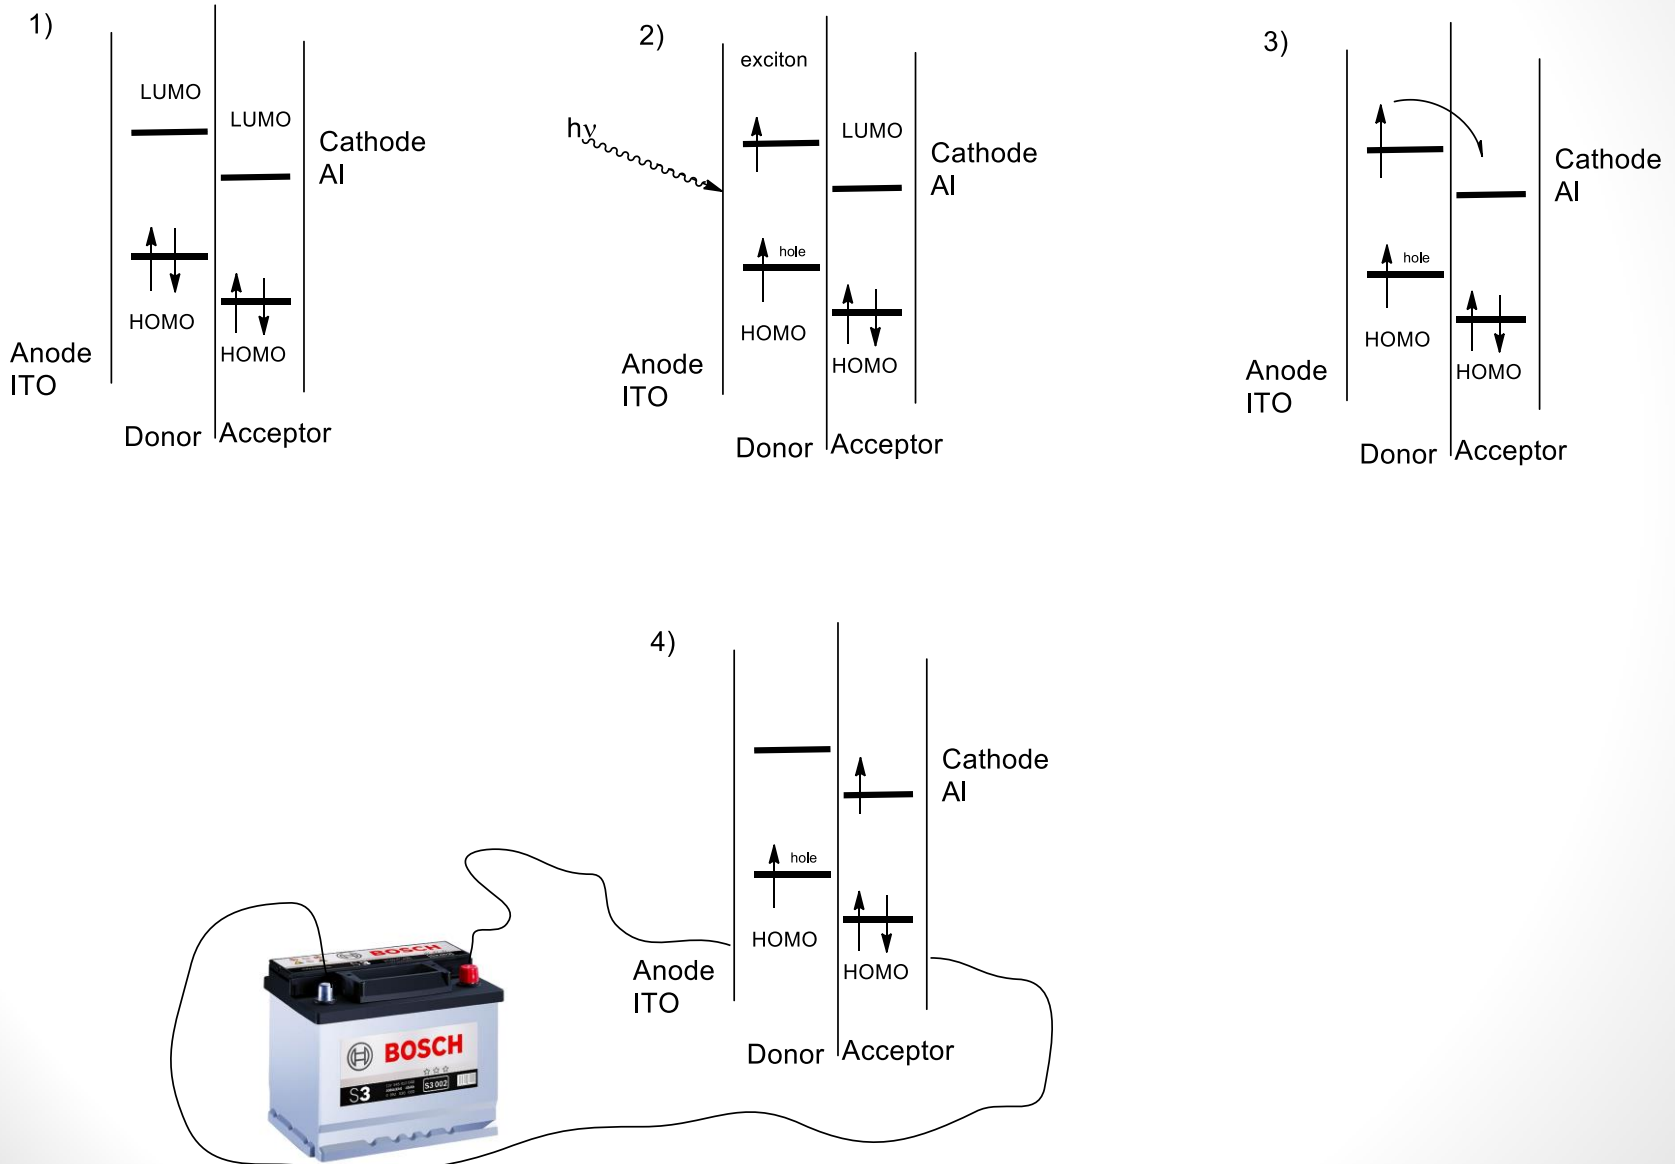 1)
LUMO
LUMO
Cathode
Al
HOMO
HOMO
Anode
ITO
Donor
Acceptor
2)
exciton
hν
LUMO
Cathode
Al
hole
HOMO
HOMO
Anode
ITO
Donor
Acceptor
3)
Cathode
Al
hole
HOMO
HOMO
Anode
ITO
Donor
Acceptor
4)
Cathode
Al
hole
HOMO
HOMO
Anode
ITO
Donor
Acceptor
BOSCH
BOSCH
S3
S3 002